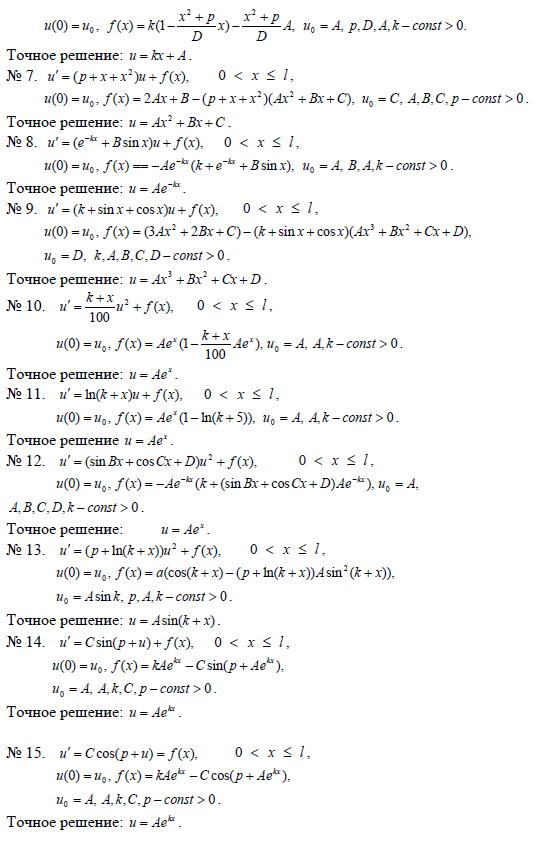 u(0) = u₀, f(x) = k(1 − (x² + p)/D x) − (x² + p)/D A, u₀ = A, p, D, A, k − const > 0.
Точное решение: u = kx + A.
№ 7. u′ = (p + x + x²)u + f(x), 0 < x ≤ l,
u(0) = u₀, f(x) = 2Ax + B − (p + x + x²)(Ax² + Bx + C), u₀ = C, A, B, C, p − const > 0.
Точное решение: u = Ax² + Bx + C.
№ 8. u′ = (e^{−kx} + B sin x)u + f(x), 0 < x ≤ l,
u(0) = u₀, f(x) == −Ae^{−kx}(k + e^{−kx} + B sin x), u₀ = A, B, A, k − const > 0.
Точное решение: u = Ae^{−kx}.
№ 9. u′ = (k + sin x + cos x)u + f(x), 0 < x ≤ l,
u(0) = u₀, f(x) = (3Ax² + 2Bx + C) − (k + sin x + cos x)(Ax³ + Bx² + Cx + D),
u₀ = D, k, A, B, C, D − const > 0.
Точное решение: u = Ax³ + Bx² + Cx + D.
№ 10. u′ = (k + x)/100 u² + f(x), 0 < x ≤ l,
u(0) = u₀, f(x) = Ae^x(1 − (k + x)/100 Ae^x), u₀ = A, A, k − const > 0.
Точное решение: u = Ae^x.
№ 11. u′ = ln(k + x)u + f(x), 0 < x ≤ l,
u(0) = u₀, f(x) = Ae^x(1 − ln(k + 5)), u₀ = A, A, k − const > 0.
Точное решение u = Ae^x.
№ 12. u′ = (sin Bx + cos Cx + D)u² + f(x), 0 < x ≤ l,
u(0) = u₀, f(x) = −Ae^{−kx}(k + (sin Bx + cos Cx + D)Ae^{−kx}), u₀ = A,
A, B, C, D, k − const > 0.
Точное решение: u = Ae^x.
№ 13. u′ = (p + ln(k + x))u² + f(x), 0 < x ≤ l,
u(0) = u₀, f(x) = a(cos(k + x) − (p + ln(k + x))A sin²(k + x)),
u₀ = A sin k, p, A, k − const > 0.
Точное решение: u = A sin(k + x).
№ 14. u′ = C sin(p + u) + f(x), 0 < x ≤ l,
u(0) = u₀, f(x) = kAe^{kx} − C sin(p + Ae^{kx}),
u₀ = A, A, k, C, p − const > 0.
Точное решение: u = Ae^{kx}.
№ 15. u′ = C cos(p + u) = f(x), 0 < x ≤ l,
u(0) = u₀, f(x) = kAe^{kx} − C cos(p + Ae^{kx}),
u₀ = A, A, k, C, p − const > 0.
Точное решение: u = Ae^{kx}.